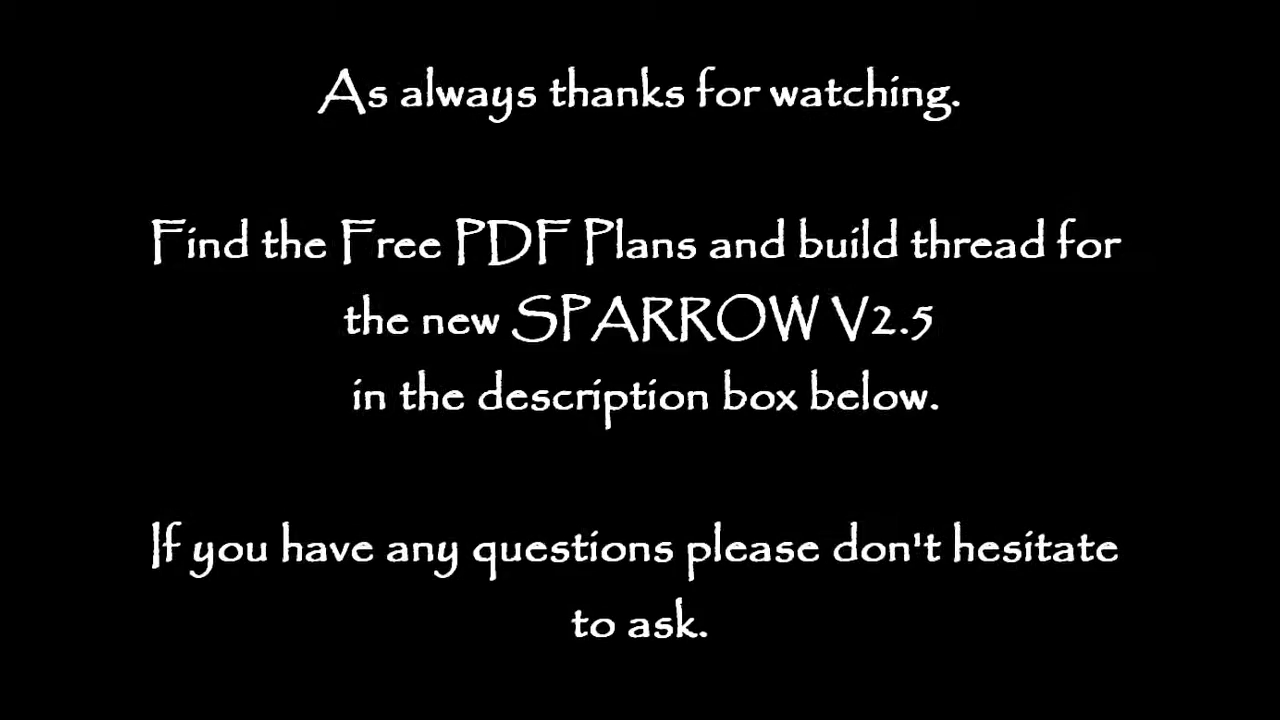 As always thanks for watching.
Find the Free PDF Plans and build thread for
the new SPARROW V2.5
in the description box below.
If you have any questions please don't hesitate
to ask.